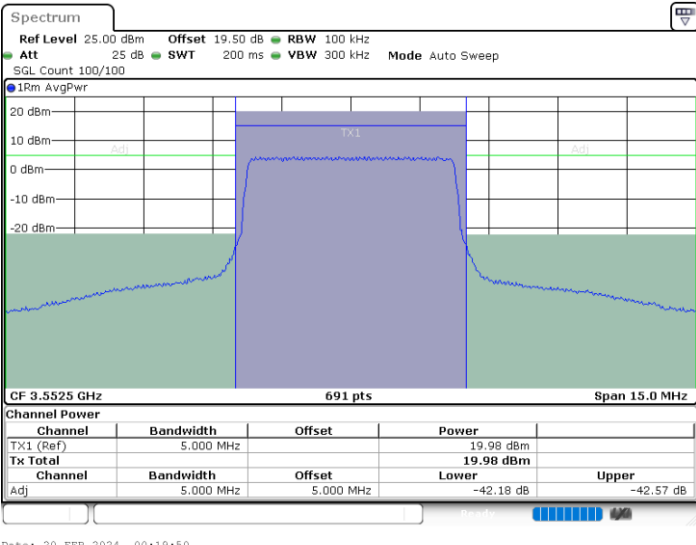 Spectrum
Ref Level 25.00 dBm Offset 19.50 dB RBW 100 kHz
Att 25 dB SWT 200 ms VBW 300 kHz Mode Auto Sweep
SGL Count 100/100
1Rm AvgPwr
20 dBm
TX1
10 dBm
Adj Adj
0 dBm
-10 dBm
-20 dBm
CF 3.5525 GHz 691 pts Span 15.0 MHz
Channel Power
Channel Bandwidth Offset Power
TX1 (Ref) 5.000 MHz 19.98 dBm
Tx Total 19.98 dBm
Channel Bandwidth Offset Lower Upper
Adj 5.000 MHz 5.000 MHz -42.18 dB -42.57 dB
Ready